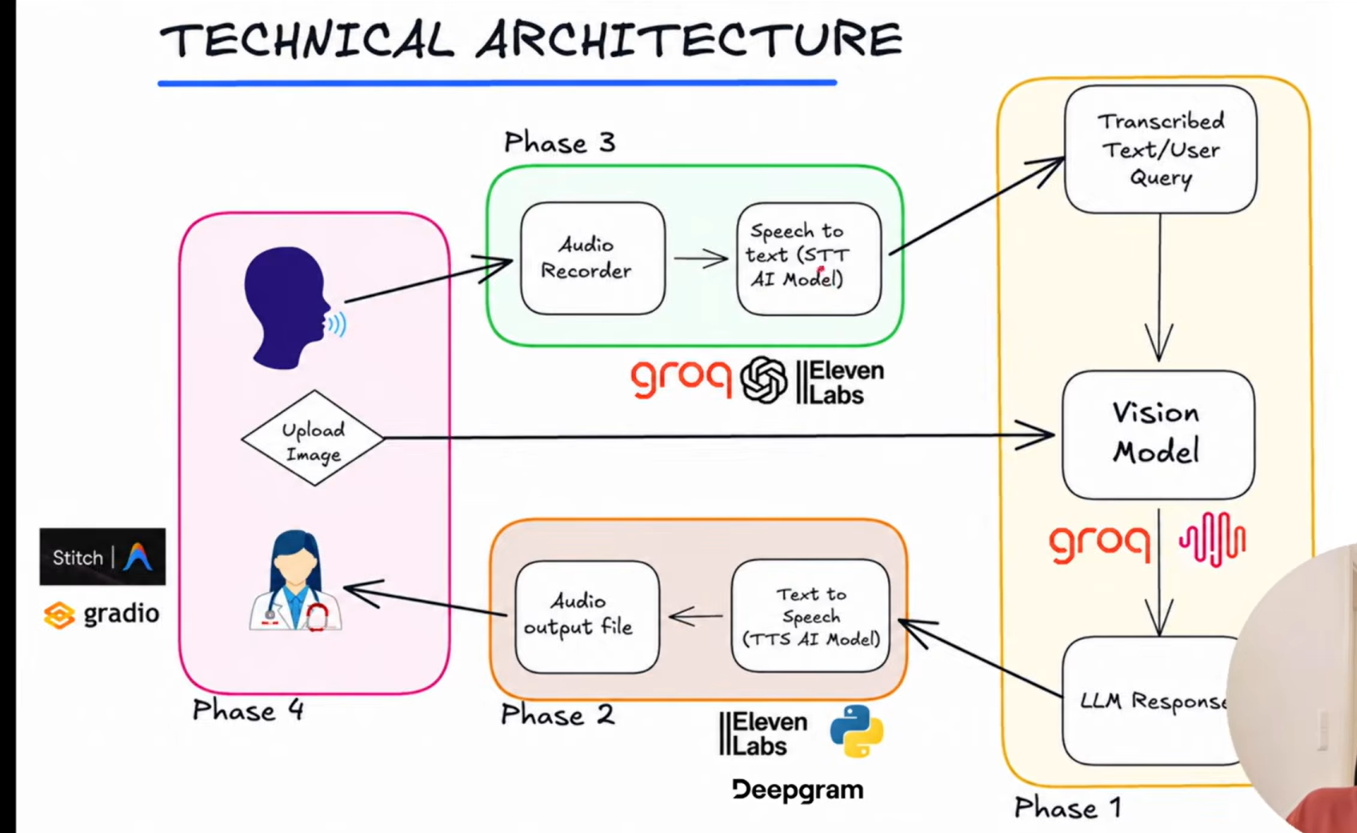 TECHNICAL ARCHITECTURE
Phase 3
Audio
Recorder
Speech to
text (STT
AI Model)
groq
||Eleven
Labs
Transcribed
Text/User
Query
Upload
Image
Vision
Model
groq
Stitch |
gradio
Phase 4
Audio
output file
Text to
Speech
(TTS AI Model)
Phase 2
||Eleven
Labs
Deepgram
LLM Response
Phase 1